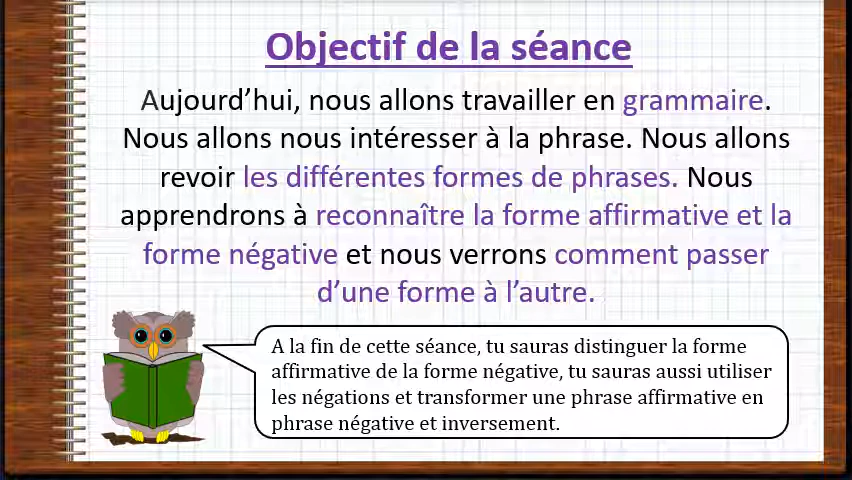 Objectif de la séance
Aujourd’hui, nous allons travailler en grammaire.
Nous allons nous intéresser à la phrase. Nous allons
revoir les différentes formes de phrases. Nous
apprendrons à reconnaître la forme affirmative et la
forme négative et nous verrons comment passer
d’une forme à l’autre.
A la fin de cette séance, tu sauras distinguer la forme
affirmative de la forme négative, tu sauras aussi utiliser
les négations et transformer une phrase affirmative en
phrase négative et inversement.